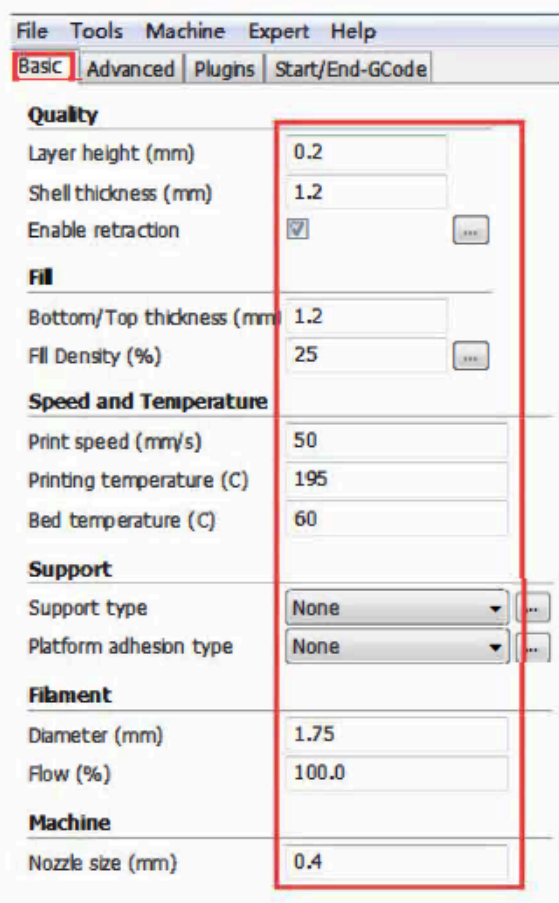 File Tools Machine Expert Help
Basic Advanced Plugins Start/End-GCode
Quality
Layer height (mm) 0.2
Shell thickness (mm) 1.2
Enable retraction ...
Fill
Bottom/Top thickness (mm) 1.2
Fill Density (%) 25 ...
Speed and Temperature
Print speed (mm/s) 50
Printing temperature (C) 195
Bed temperature (C) 60
Support
Support type None ...
Platform adhesion type None ...
Filament
Diameter (mm) 1.75
Flow (%) 100.0
Machine
Nozzle size (mm) 0.4